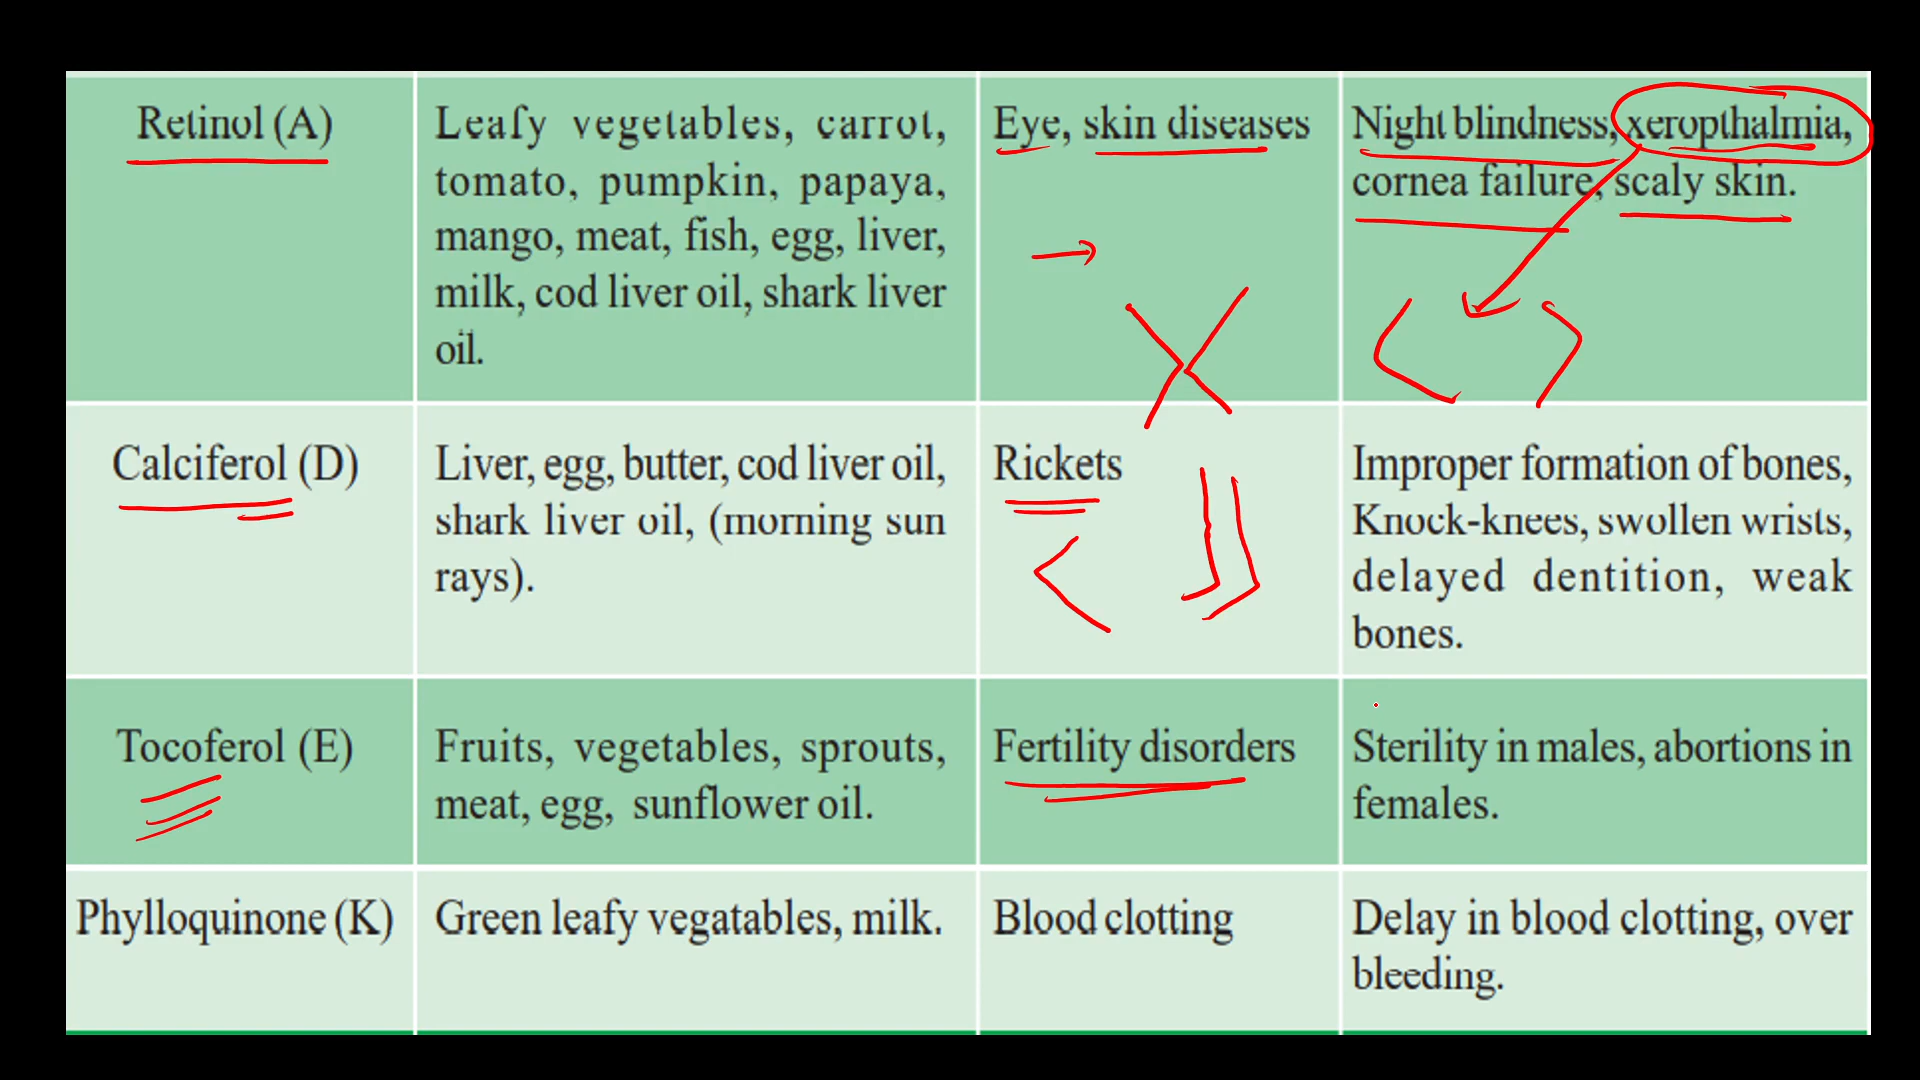 Retinol (A)
Leafy vegetables, carrot,
tomato, pumpkin, papaya,
mango, meat, fish, egg, liver,
milk, cod liver oil, shark liver
oil.
Eye, skin diseases
Night blindness, xeropthalmia,
cornea failure, scaly skin.
Calciferol (D)
Liver, egg, butter, cod liver oil,
shark liver oil, (morning sun
rays).
Rickets
Improper formation of bones,
Knock-knees, swollen wrists,
delayed dentition, weak
bones.
Tocoferol (E)
Fruits, vegetables, sprouts,
meat, egg, sunflower oil.
Fertility disorders
Sterility in males, abortions in
females.
Phylloquinone (K)
Green leafy vegatables, milk.
Blood clotting
Delay in blood clotting, over
bleeding.